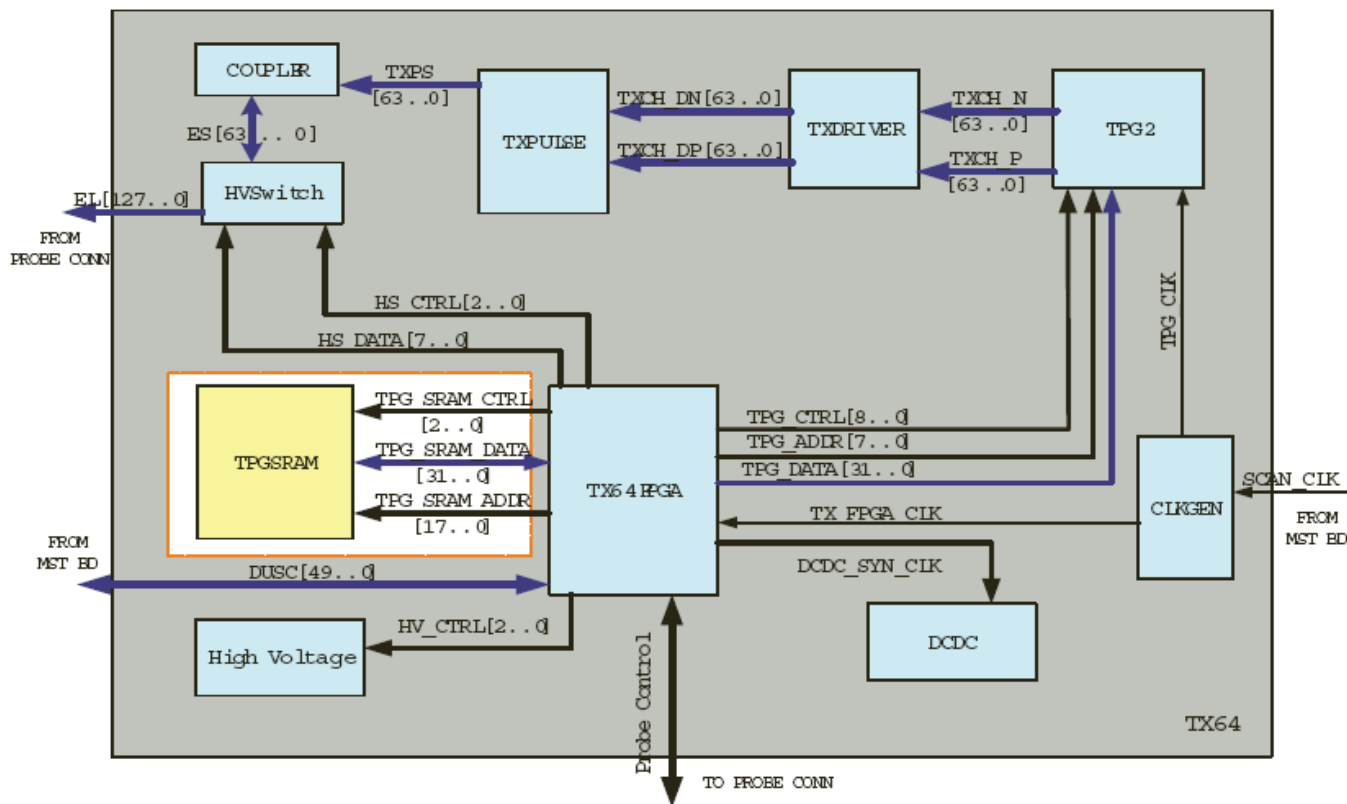 COUPLER
TXPS
[63..0]
TXCH_DN[63..0]
TXCH_N
[63..0]
ES[63..0]
TXPULSE
TXDRIVER
TPG2
TXCH_DP[63..0]
TXCH_P
[63..0]
HVSwitch
EL[127..0]
FROM
PROBE CONN
HS CTRL[2..0]
HS DATA[7..0]
TPG CLK
TPG SRAM CTRL
[2..0]
TPG_CTRL[8..0]
TPG_ADDR[7..0]
TPG_DATA[31..0]
TPGSRAM
TPG SRAM DATA
[31..0]
TX64FPGA
TPG SRAM ADDR
[17..0]
TX FPGA CLK
CLKGEN
SCAN_CLK
FROM
MST BD
FROM
MST BD
DUSC[49..0]
DCDC_SYN_CLK
HV_CTRL[2..0]
High Voltage
DCDC
Probe Control
TX64
TO PROBE CONN